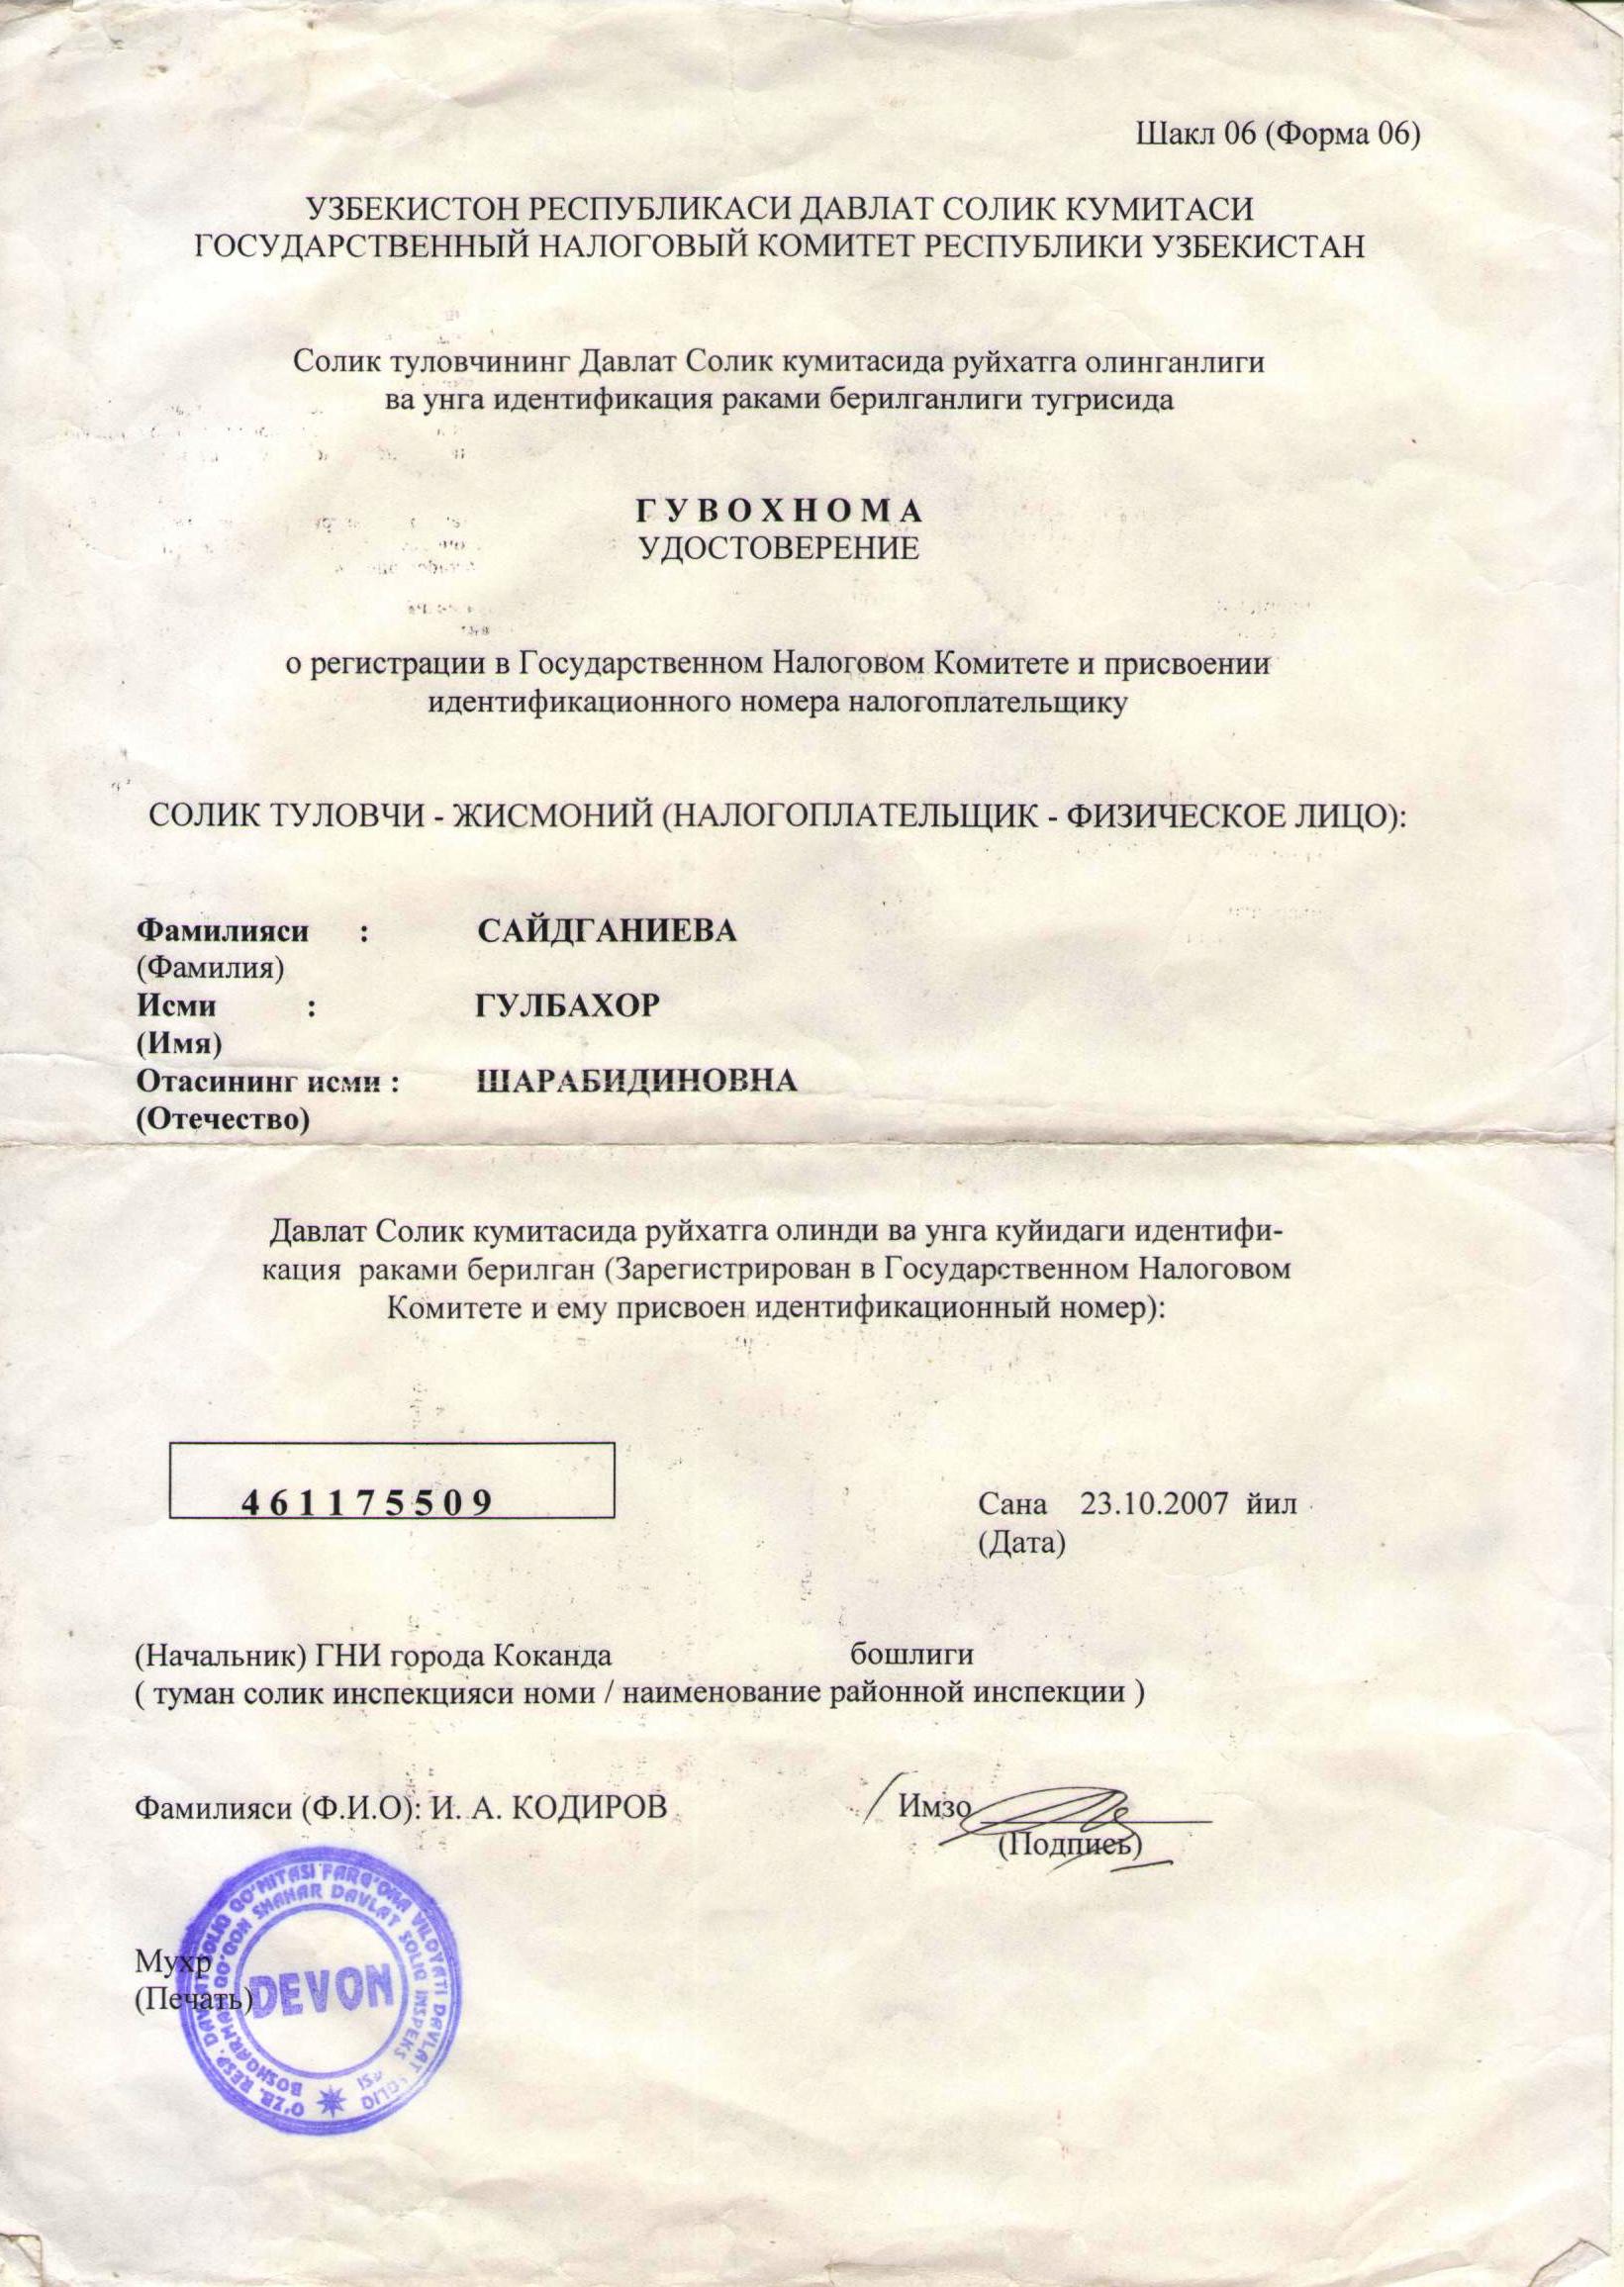 Шакл 06 (Форма 06)
УЗБЕКИСТОН РЕСПУБЛИКАСИ ДАВЛАТ СОЛИК КУМИТАСИ
ГОСУДАРСТВЕННЫЙ НАЛОГОВЫЙ КОМИТЕТ РЕСПУБЛИКИ УЗБЕКИСТАН
Солик туловчининг Давлат Солик кумитасида руйхатга олинганлиги
ва унга идентификация раками берилганлиги тугрисида
Г У В О Х Н О М А
УДОСТОВЕРЕНИЕ
о регистрации в Государственном Налоговом Комитете и присвоении
идентификационного номера налогоплательщику
СОЛИК ТУЛОВЧИ - ЖИСМОНИЙ (НАЛОГОПЛАТЕЛЬЩИК - ФИЗИЧЕСКОЕ ЛИЦО):
Фамилияси : САЙДГАНИЕВА
(Фамилия)
Исми : ГУЛБАХОР
(Имя)
Отасининг исми : ШАРАБИДИНОВНА
(Отечество)
Давлат Солик кумитасида руйхатга олинди ва унга куйидаги идентифи-
кация раками берилган (Зарегистрирован в Государственном Налоговом
Комитете и ему присвоен идентификационный номер):
4 6 1 1 7 5 5 0 9
Сана 23.10.2007 йил
(Дата)
(Начальник) ГНИ города Коканда бошлиги
( туман солик инспекцияси номи / наименование районной инспекции )
Фамилияси (Ф.И.О): И. А. КОДИРОВ / Имзо
(Подпись)
Мухр
(Печать)
O'ZB. RESP. DAVLAT SOLIQ QO'MITASI FARG'ONA VILOYATI DAVLAT SOLIQ
BOSHQARMASI QO'QON SHAHAR DAVLAT SOLIQ INSPEKS
DEVON